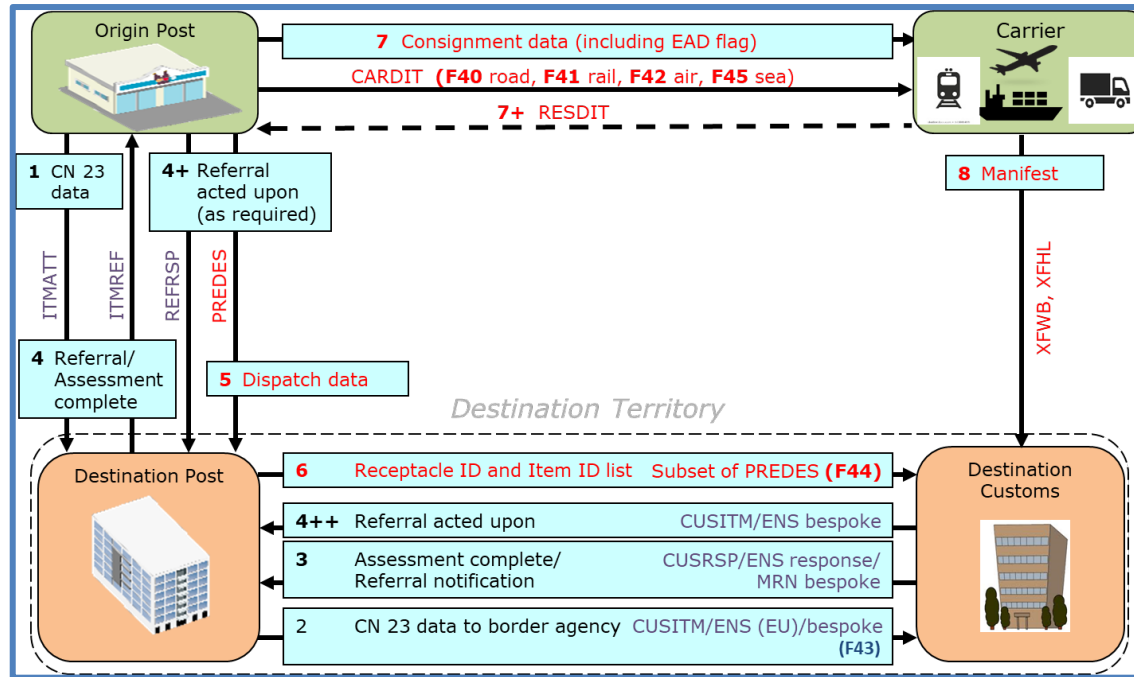 Origin Post
7 Consignment data (including EAD flag)
Carrier
CARDIT (F40 road, F41 rail, F42 air, F45 sea)
7+ RESDIT
1 CN 23
data
4+ Referral
acted upon
(as required)
8 Manifest
ITMATT
ITMREF
REFRSP
PREDES
XFWB, XFHL
4 Referral/
Assessment
complete
5 Dispatch data
Destination Territory
Destination Post
6 Receptacle ID and Item ID list Subset of PREDES (F44)
Destination
Customs
4++ Referral acted upon CUSITM/ENS bespoke
3 Assessment complete/ CUSRSP/ENS response/
Referral notification MRN bespoke
2 CN 23 data to border agency CUSITM/ENS (EU)/bespoke
(F43)